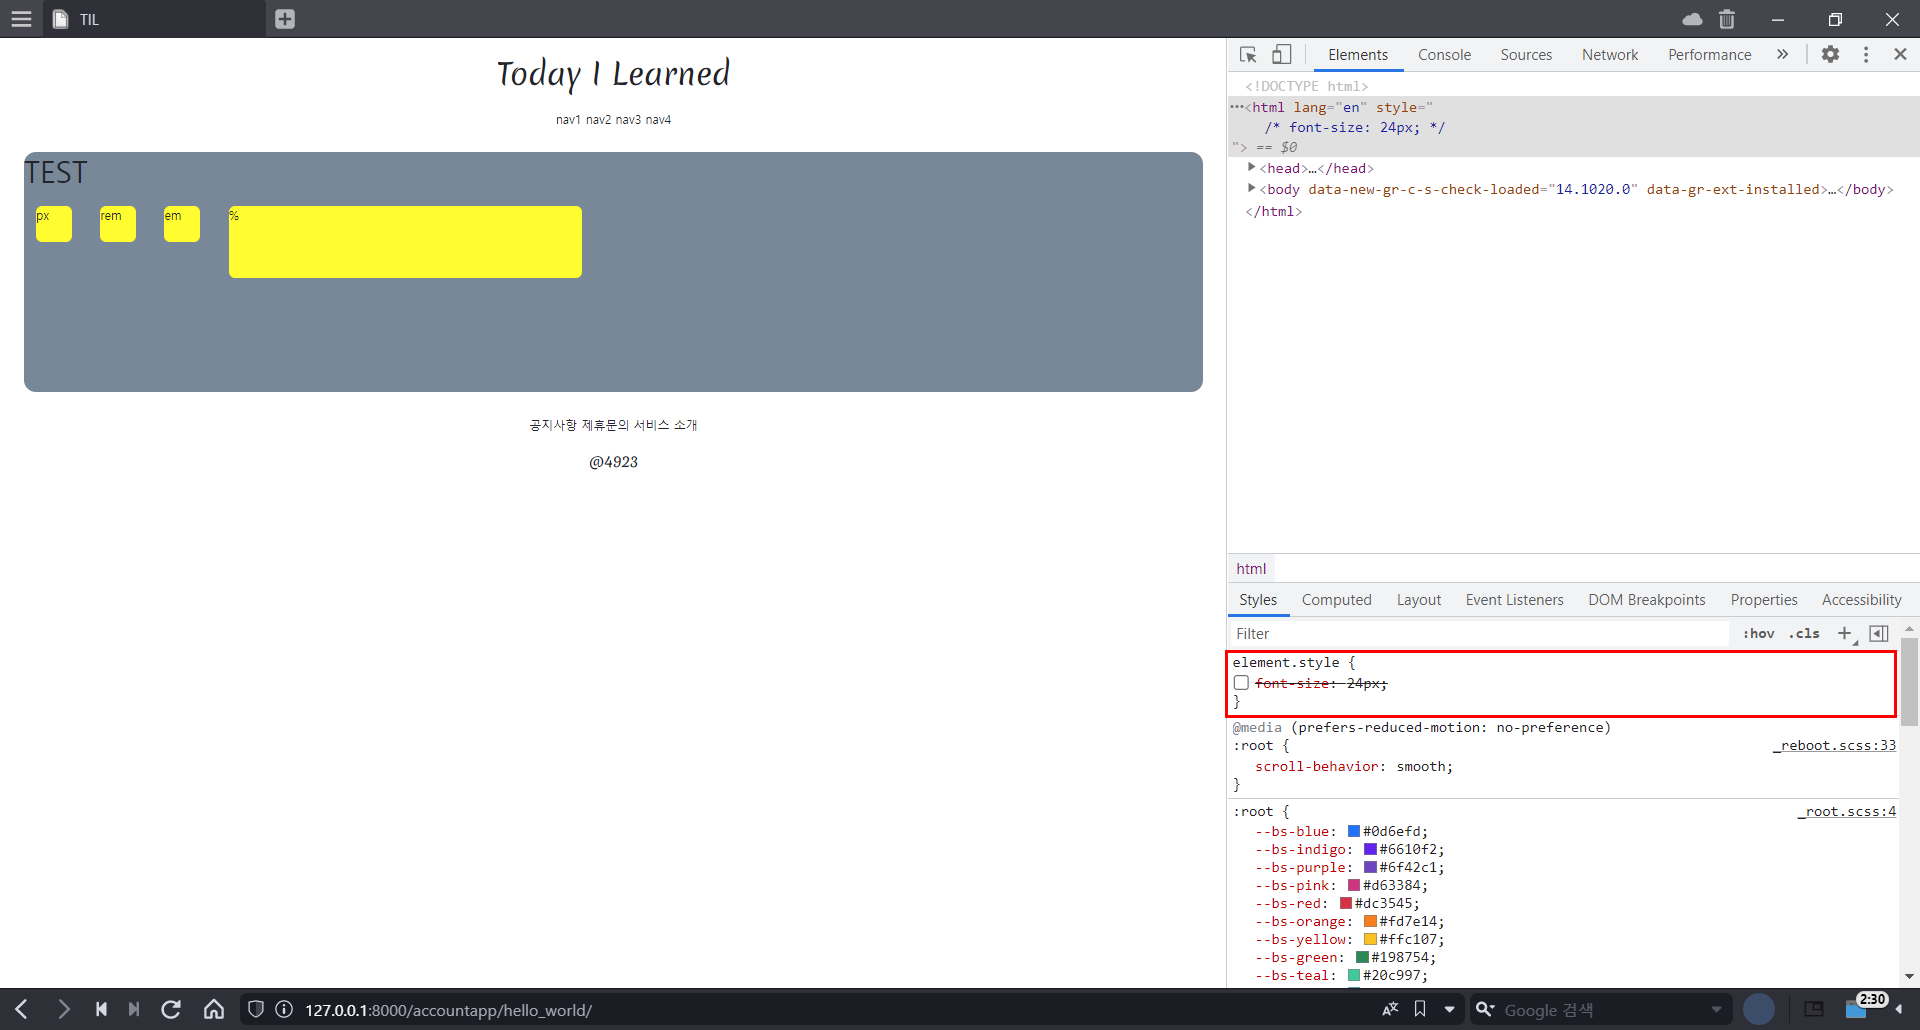 TIL
Today I Learned
nav1 nav2 nav3 nav4
TEST
px
rem
em
%
공지사항 제휴문의 서비스 소개
@4923
Elements Console Sources Network Performance »
<!DOCTYPE html>
•••<html lang="en" style="
/* font-size: 24px; */
"> == $0
<head>…</head>
<body data-new-gr-c-s-check-loaded="14.1020.0" data-gr-ext-installed>…</body>
</html>
html
Styles Computed Layout Event Listeners DOM Breakpoints Properties Accessibility
Filter :hov .cls +
element.style {
font-size: 24px;
}
@media (prefers-reduced-motion: no-preference)
:root { _reboot.scss:33
scroll-behavior: smooth;
}
:root { _root.scss:4
--bs-blue: #0d6efd;
--bs-indigo: #6610f2;
--bs-purple: #6f42c1;
--bs-pink: #d63384;
--bs-red: #dc3545;
--bs-orange: #fd7e14;
--bs-yellow: #ffc107;
--bs-green: #198754;
--bs-teal: #20c997;
127.0.0.1:8000/accountapp/hello_world/
Google 검색
2:30